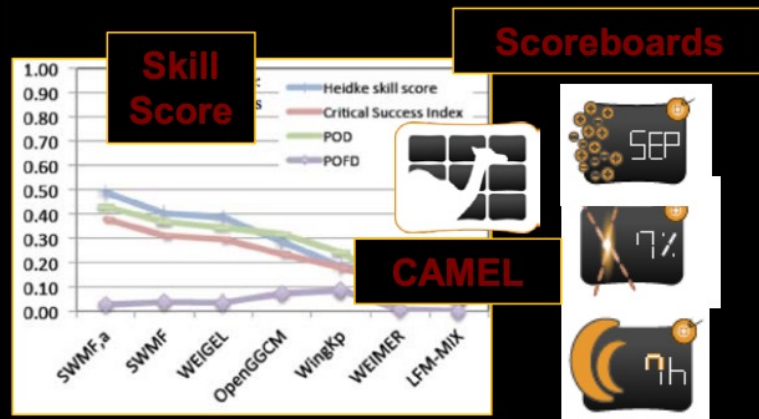 Scoreboards
Skill
Score
1.00
0.90
0.80
0.70
0.60
0.50
0.40
0.30
0.20
0.10
0.00
Heidke skill score
Critical Success Index
POD
POFD
SWMF,a
SWMF
WEIGEL
OpenGGCM
WingKp
WEIMER
LFM-MIX
CAMEL
SEP